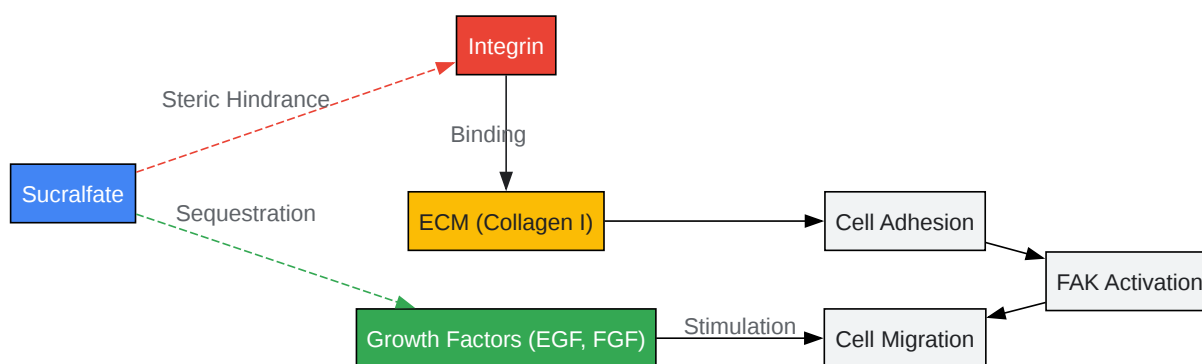 Integrin
Steric Hindrance
Binding
Sucralfate
Sequestration
ECM (Collagen I)
Cell Adhesion
FAK Activation
Growth Factors (EGF, FGF)
Stimulation
Cell Migration